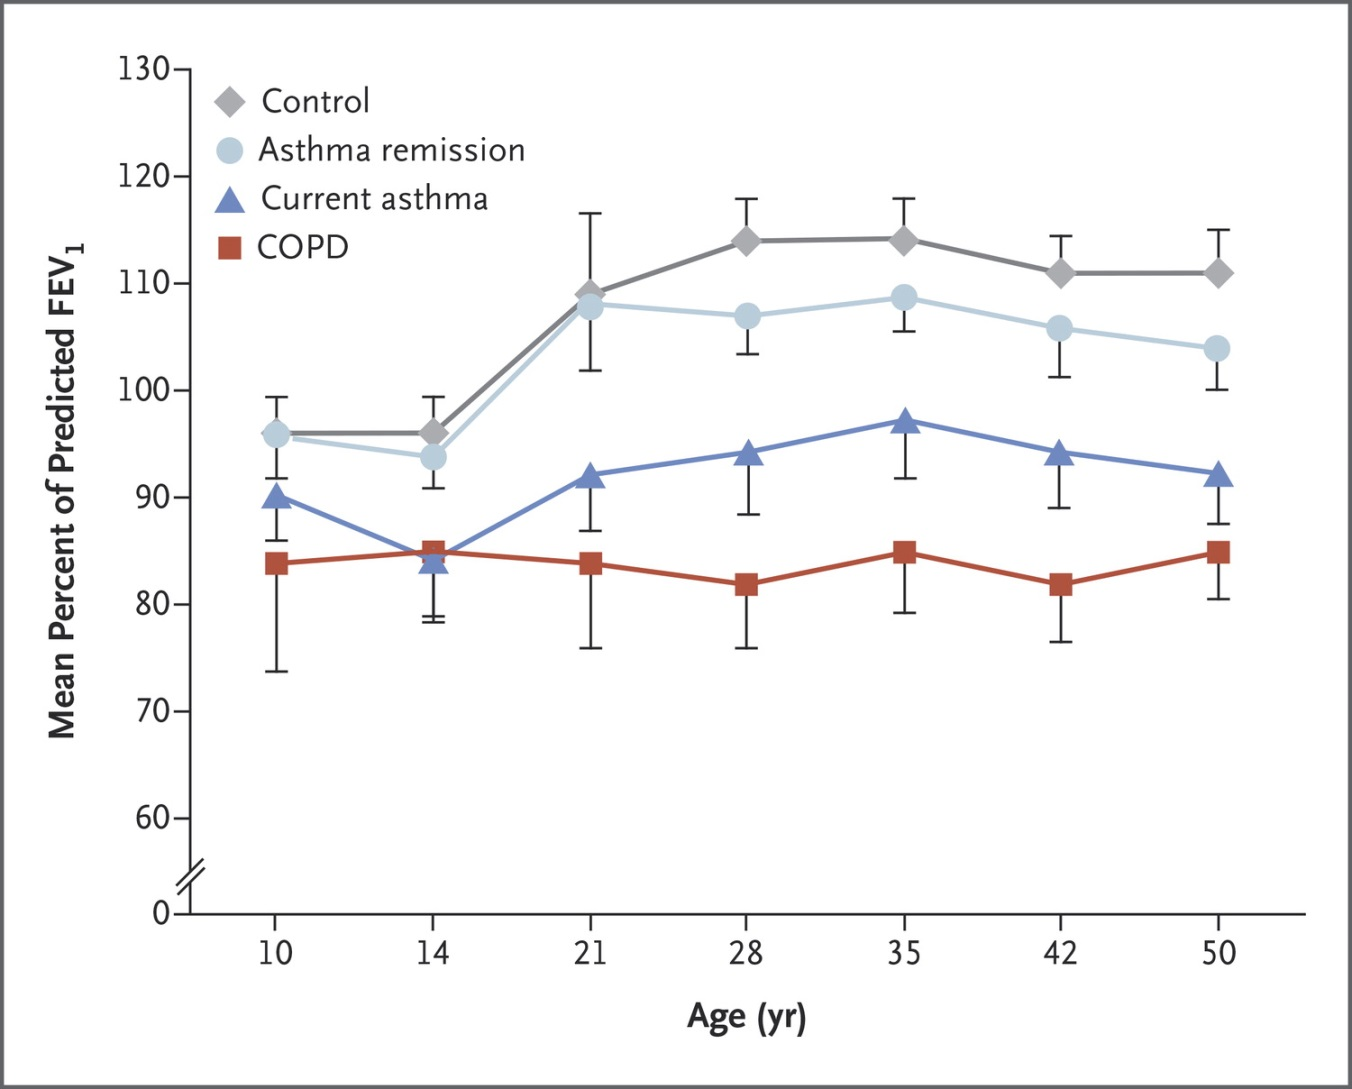 130
120
110
100
90
80
70
60
0
Control
Asthma remission
Current asthma
COPD
Mean Percent of Predicted FEV1
10 14 21 28 35 42 50
Age (yr)